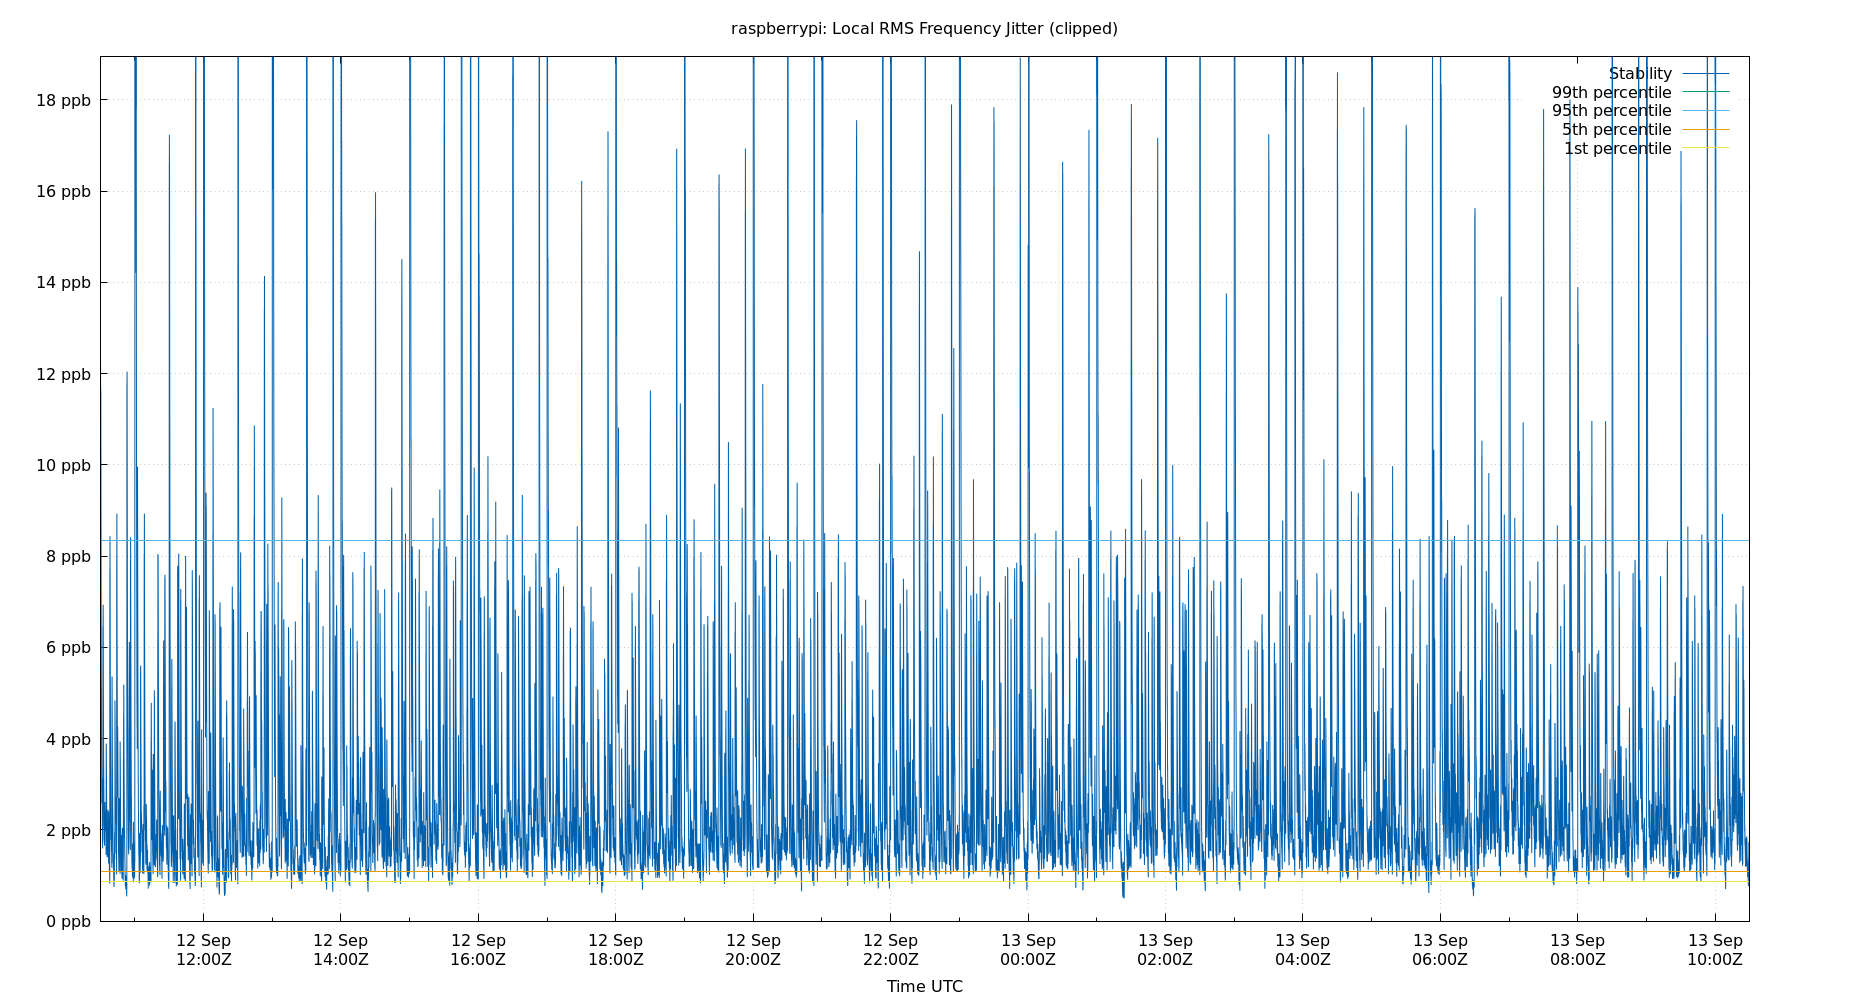 raspberrypi: Local RMS Frequency Jitter (clipped)
Stability
99th percentile
95th percentile
5th percentile
1st percentile
18 ppb
16 ppb
14 ppb
12 ppb
10 ppb
8 ppb
6 ppb
4 ppb
2 ppb
0 ppb
12 Sep 12 Sep 12 Sep 12 Sep 12 Sep 12 Sep 13 Sep 13 Sep 13 Sep 13 Sep 13 Sep 13 Sep
12:00Z 14:00Z 16:00Z 18:00Z 20:00Z 22:00Z 00:00Z 02:00Z 04:00Z 06:00Z 08:00Z 10:00Z
Time UTC